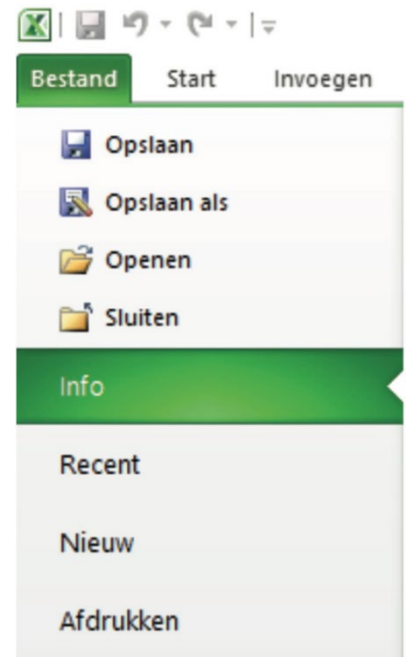 Bestand Start Invoegen
Opslaan
Opslaan als
Openen
Sluiten
Info
Recent
Nieuw
Afdrukken